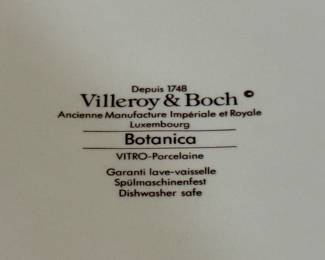 Depuis 1748
Villeroy & Boch ©
Ancienne Manufacture Impériale et Royale
Luxembourg
Botanica
VITRO-Porcelaine
Garanti lave-vaisselle
Spülmaschinenfest
Dishwasher safe